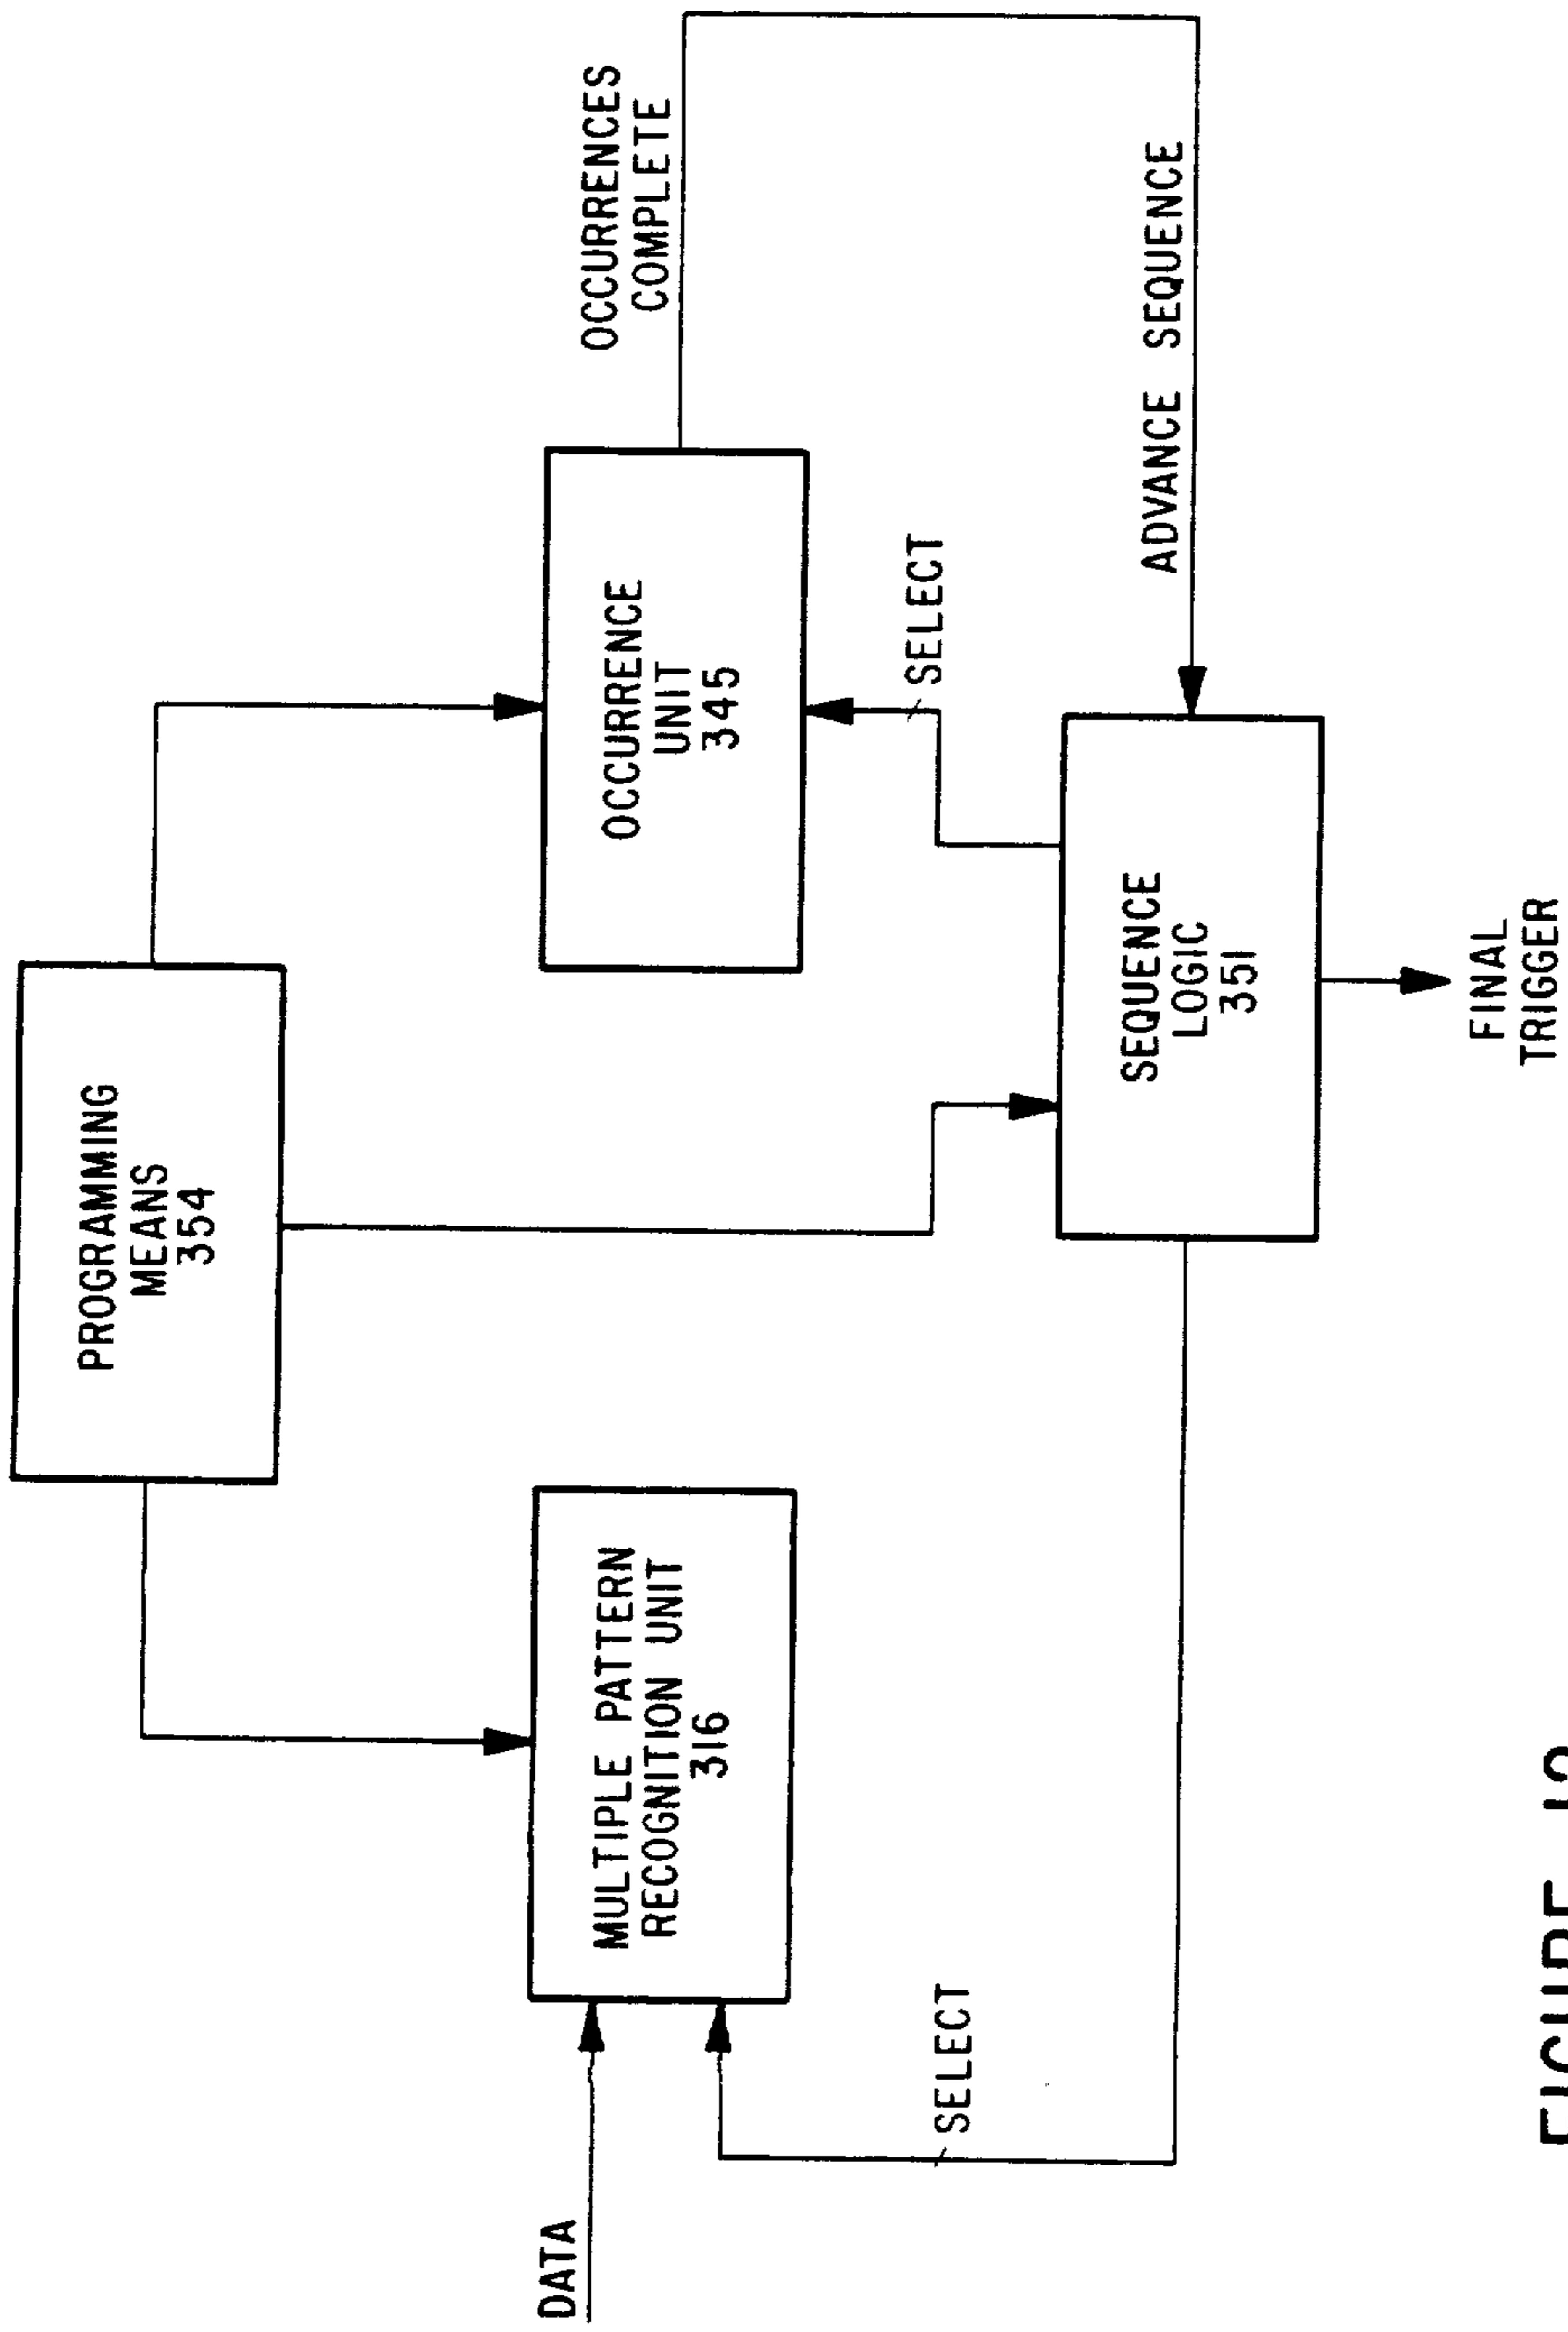 PROGRAMMING
MEANS
354
OCCURRENCES
COMPLETE
DATA
MULTIPLE PATTERN
RECOGNITION UNIT
316
OCCURRENCE
UNIT
345
SELECT
SELECT
ADVANCE SEQUENCE
SEQUENCE
LOGIC
351
FINAL
TRIGGER
FIGURE